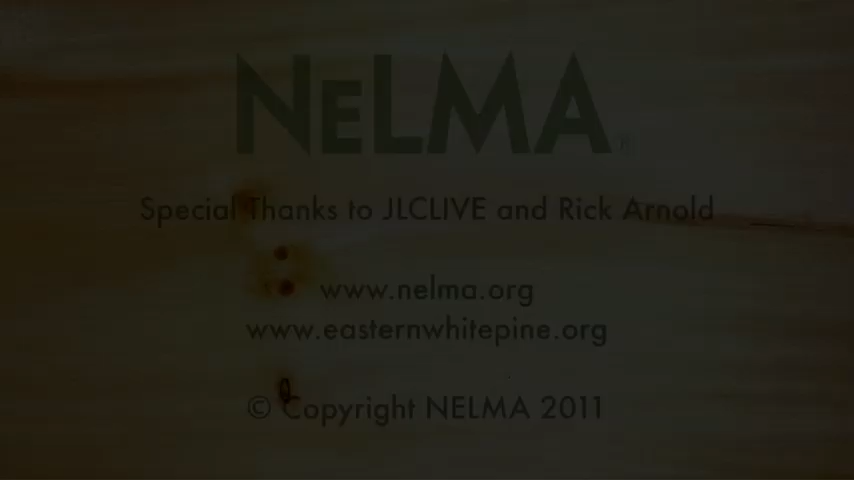 NELMA®
Special Thanks to JLCLIVE and Rick Arnold
www.nelma.org
www.easternwhitepine.org
© Copyright NELMA 2011